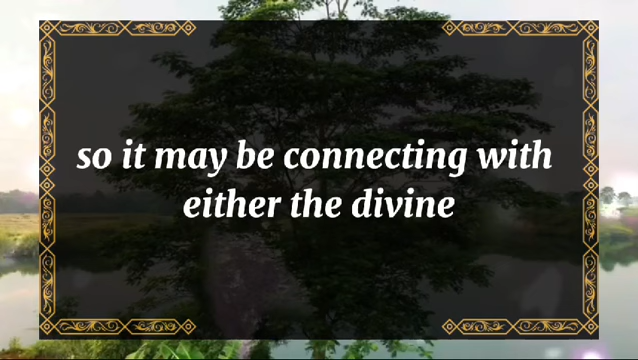 so it may be connecting with
either the divine